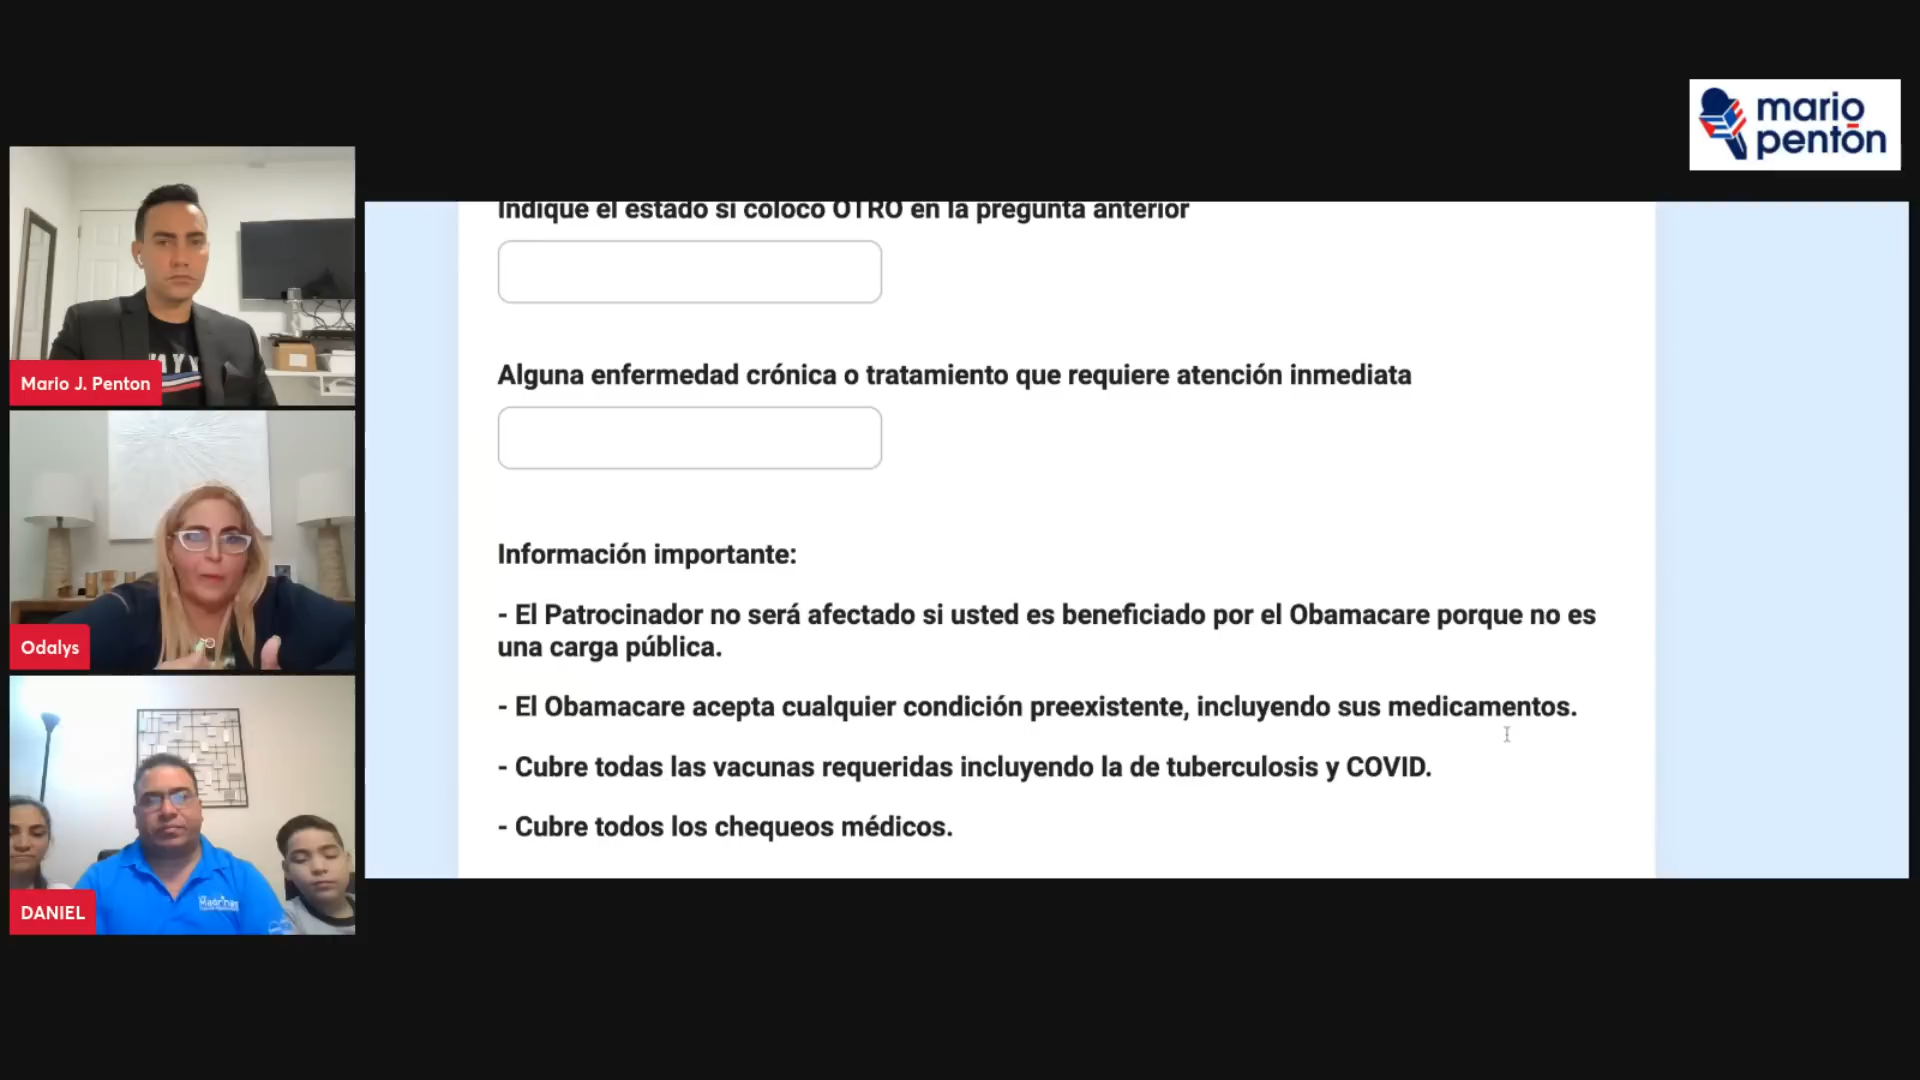 mario
pentón
Mario J. Penton
Odalys
DANIEL
Indique el estado si colocó OTRO en la pregunta anterior
Alguna enfermedad crónica o tratamiento que requiere atención inmediata
Información importante:
- El Patrocinador no será afectado si usted es beneficiado por el Obamacare porque no es
una carga pública.
- El Obamacare acepta cualquier condición preexistente, incluyendo sus medicamentos.
- Cubre todas las vacunas requeridas incluyendo la de tuberculosis y COVID.
- Cubre todos los chequeos médicos.